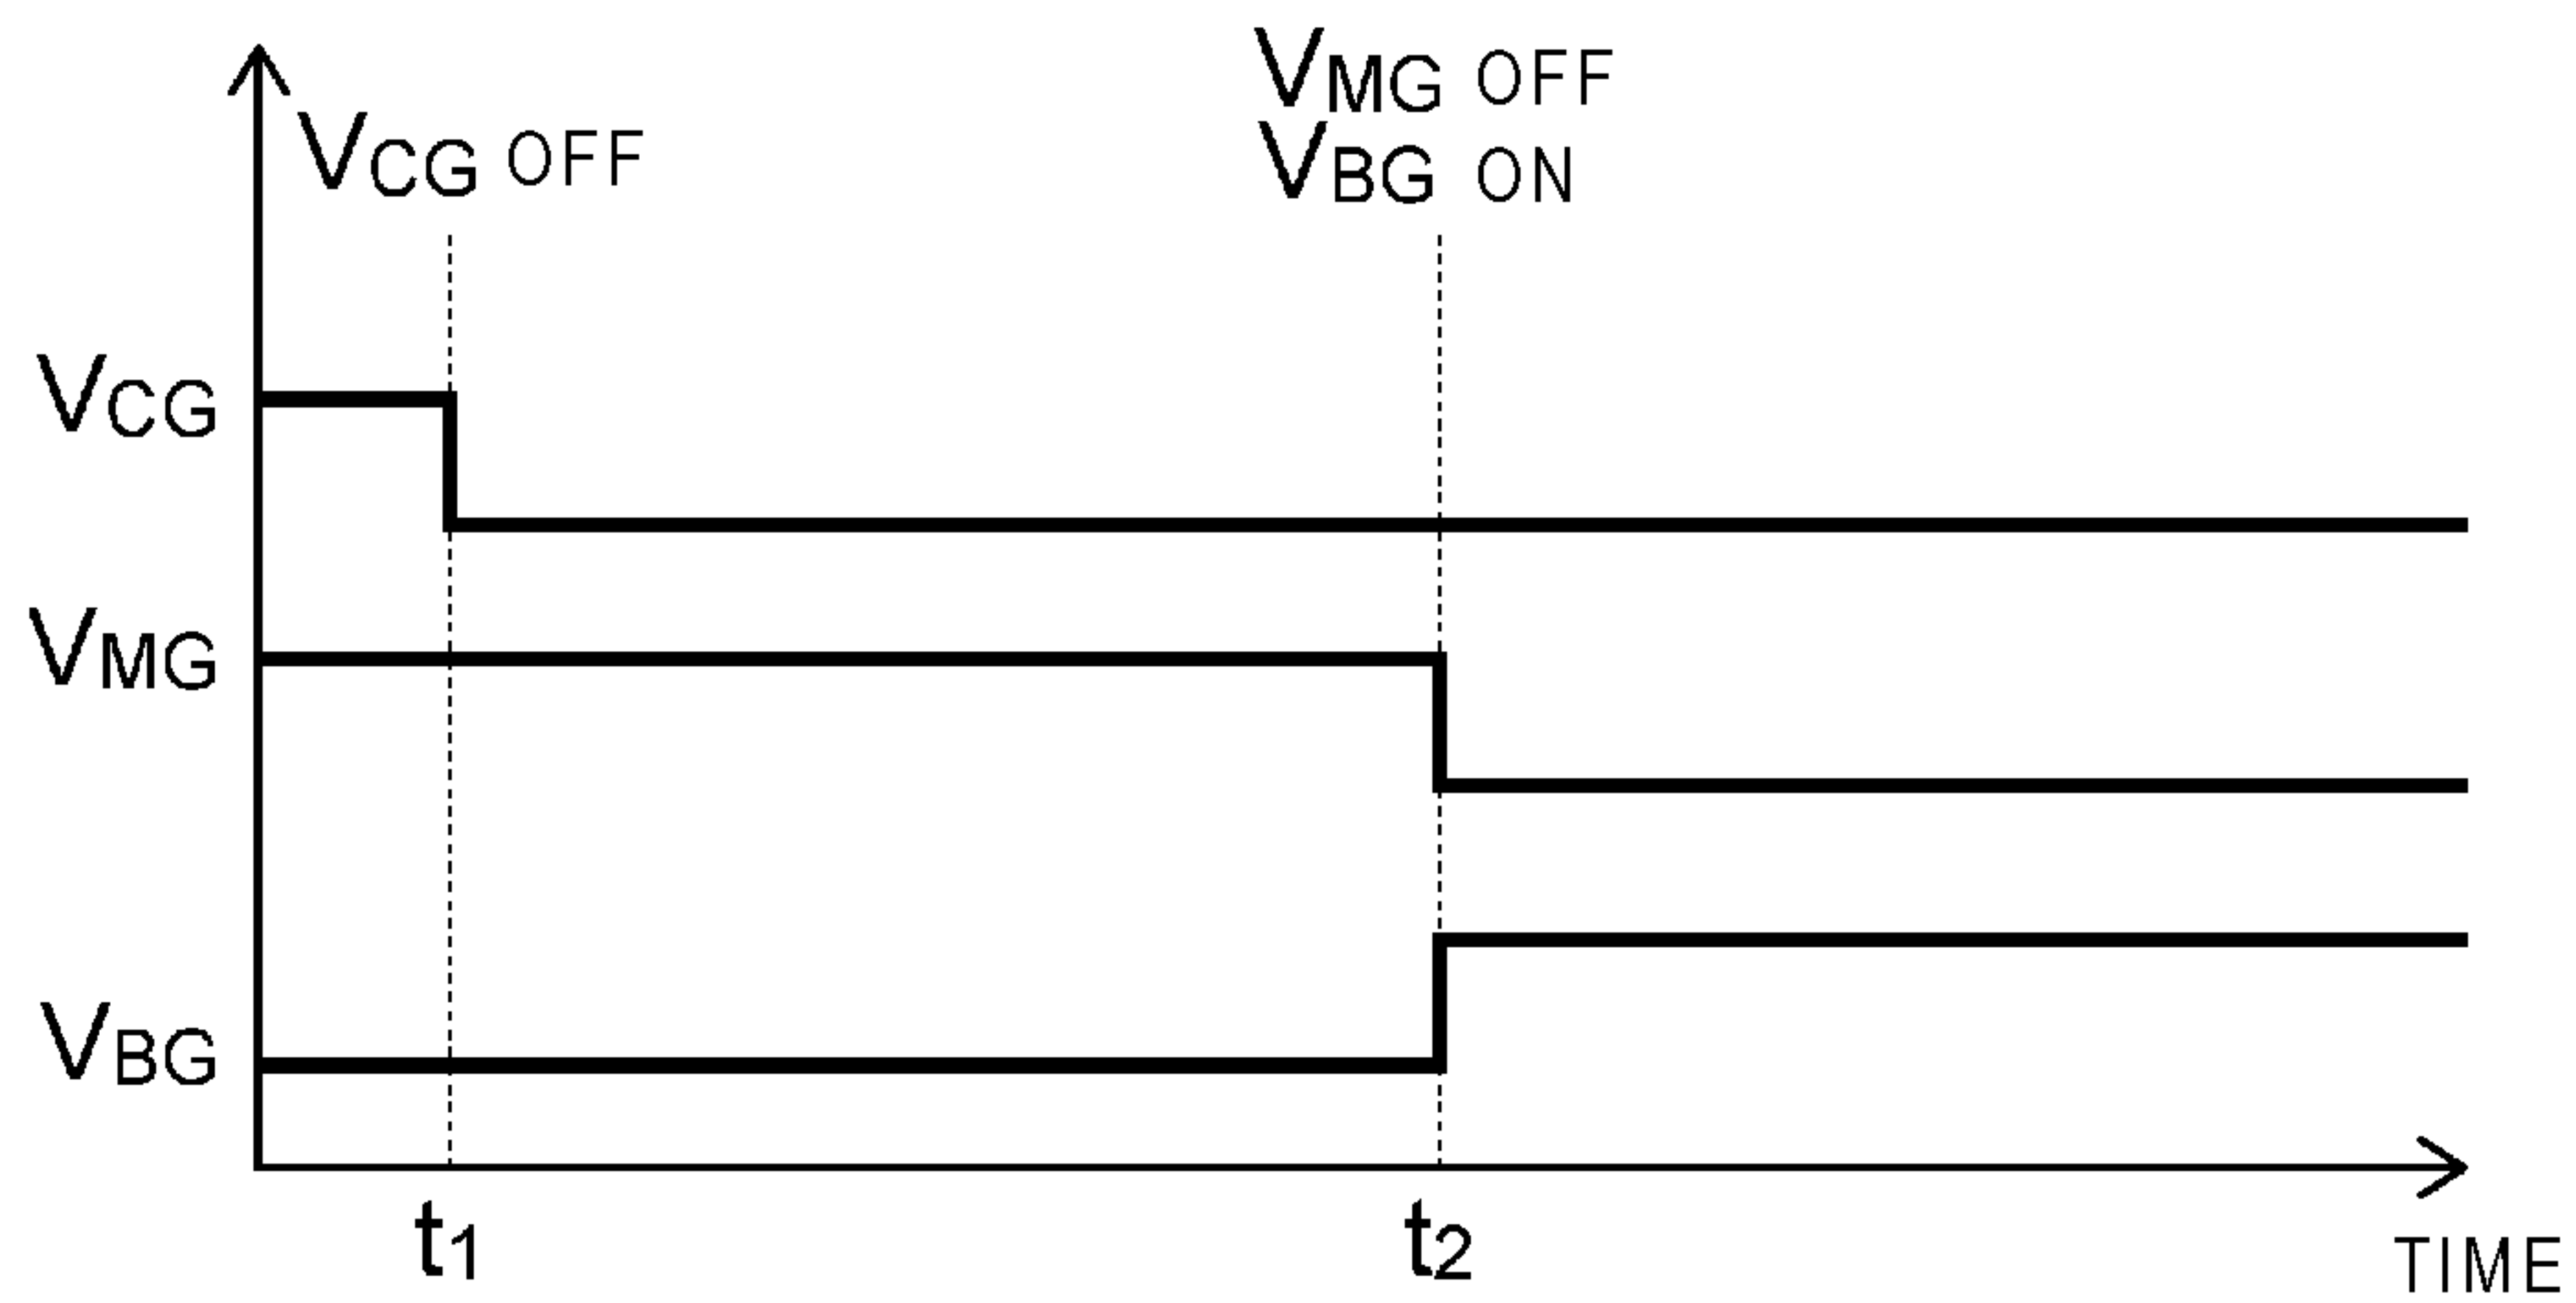 VMG OFF
VCG OFF
VBG ON
VCG
VMG
VBG
t1
t2
TIME